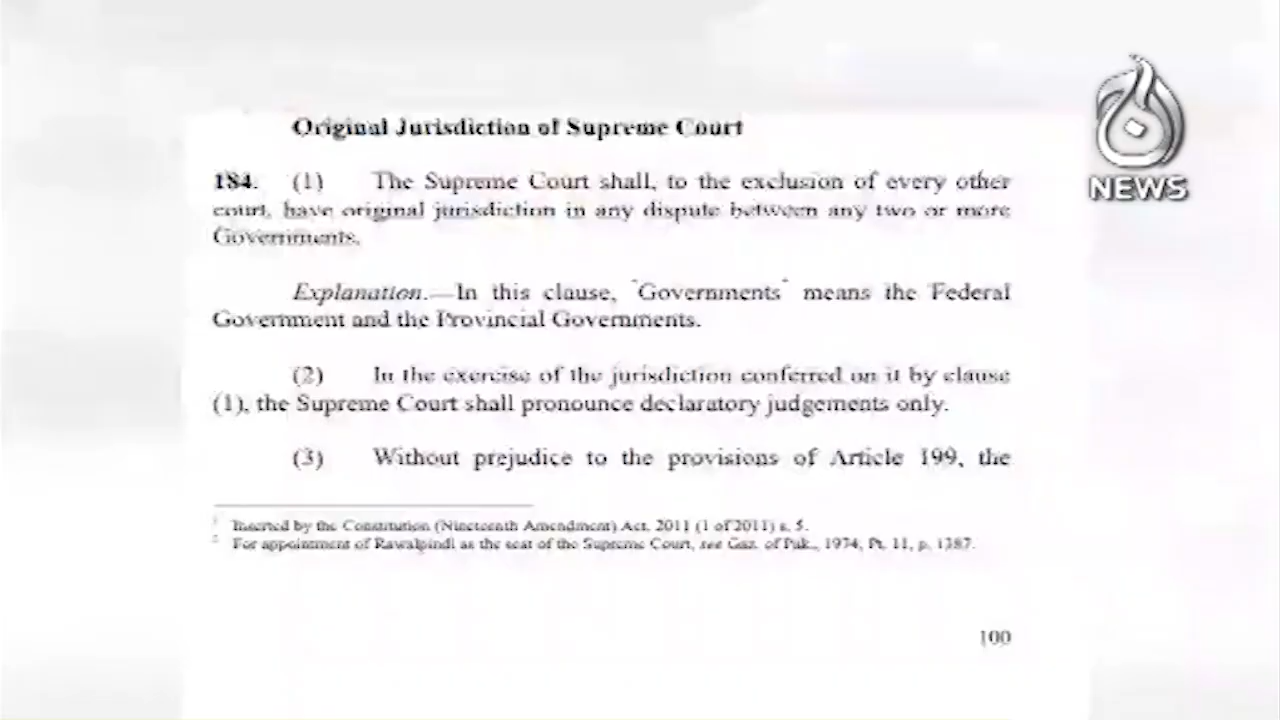 Original Jurisdiction of Supreme Court
184. (1) The Supreme Court shall, to the exclusion of every other
court, have original jurisdiction in any dispute between any two or more
Governments.
Explanation.—In this clause, "Governments" means the Federal
Government and the Provincial Governments.
(2) In the exercise of the jurisdiction conferred on it by clause
(1), the Supreme Court shall pronounce declaratory judgements only.
(3) Without prejudice to the provisions of Article 199, the
1 Inserted by the Constitution (Nineteenth Amendment) Act, 2011 (1 of 2011) s. 5.
2 For appointment of Rawalpindi as the seat of the Supreme Court, see Gaz. of Pak., 1974, Pt. 11, p. 1387.
100
NEWS